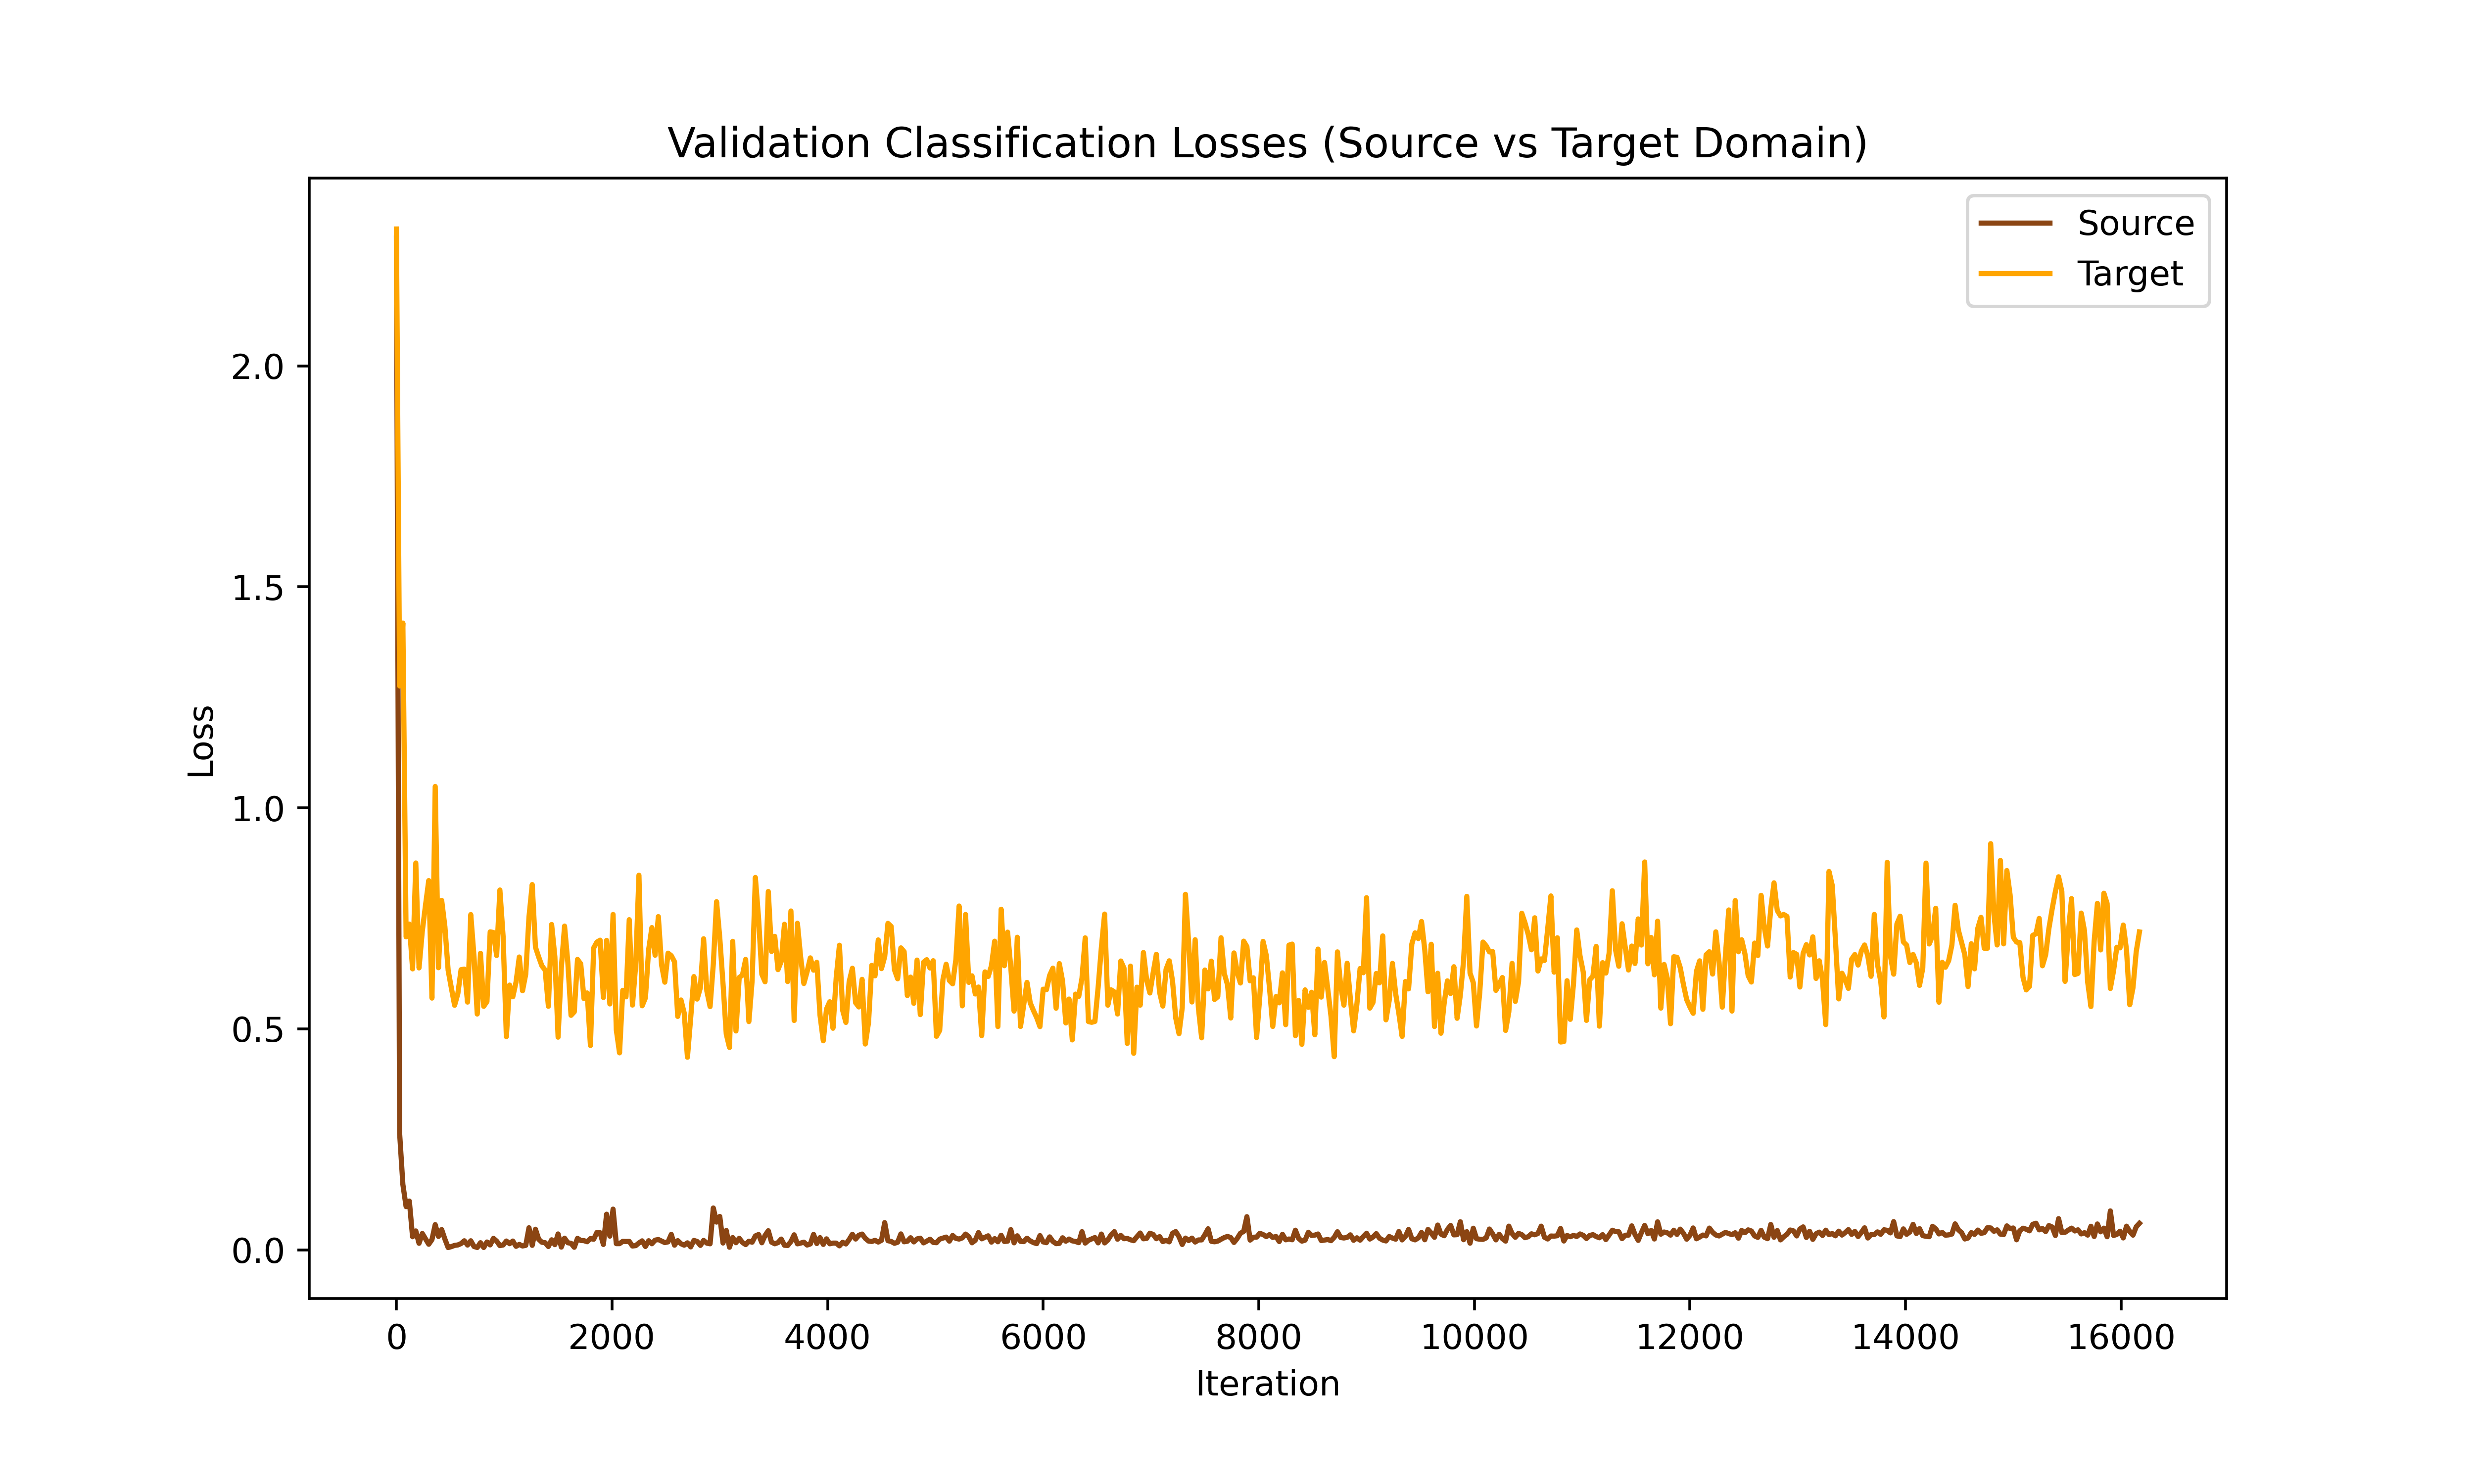 Validation Classification Losses (Source vs Target Domain)
Source
Target
2.0
1.5
1.0
0.5
0.0
Loss
0 2000 4000 6000 8000 10000 12000 14000 16000
Iteration